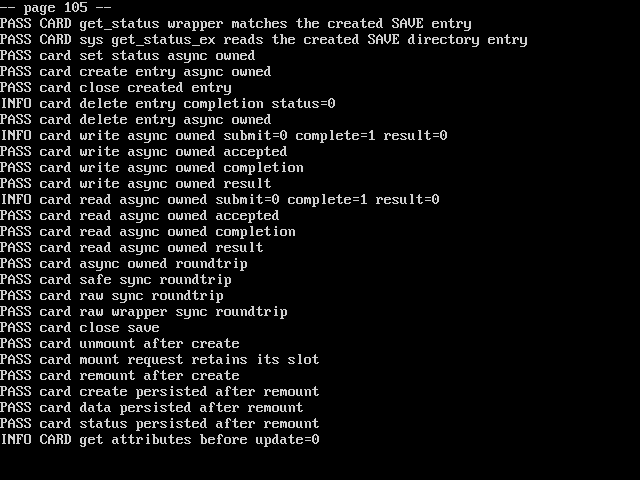 -- page 105 --
PASS CARD get_status wrapper matches the created SAVE entry
PASS CARD sys get_status_ex reads the created SAVE directory entry
PASS card set status async owned
PASS card create entry async owned
PASS card close created entry
INFO card delete entry completion status=0
PASS card delete entry async owned
INFO card write async owned submit=0 complete=1 result=0
PASS card write async owned accepted
PASS card write async owned completion
PASS card write async owned result
INFO card read async owned submit=0 complete=1 result=0
PASS card read async owned accepted
PASS card read async owned completion
PASS card read async owned result
PASS card async owned roundtrip
PASS card safe sync roundtrip
PASS card raw sync roundtrip
PASS card raw wrapper sync roundtrip
PASS card close save
PASS card unmount after create
PASS card mount request retains its slot
PASS card remount after create
PASS card create persisted after remount
PASS card data persisted after remount
PASS card status persisted after remount
INFO CARD get attributes before update=0